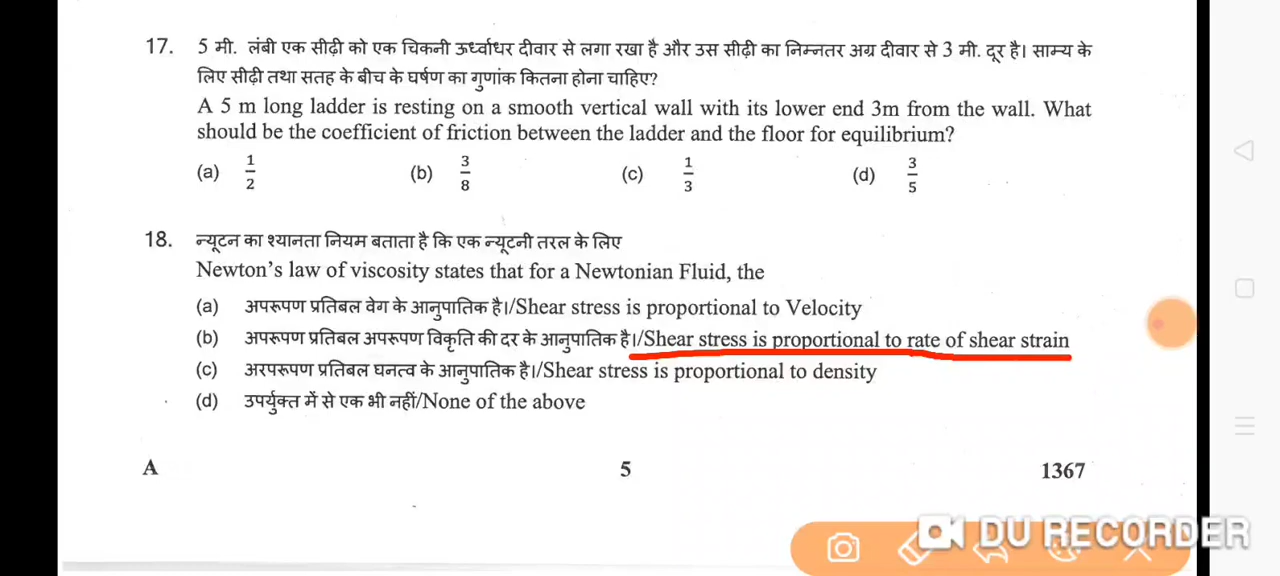 17. 5 मी. लंबी एक सीढ़ी को एक चिकनी ऊर्ध्वाधर दीवार से लगा रखा है और उस सीढ़ी का निम्नतर अग्र दीवार से 3 मी. दूर है। साम्य के
लिए सीढ़ी तथा सतह के बीच के घर्षण का गुणांक कितना होना चाहिए?
A 5 m long ladder is resting on a smooth vertical wall with its lower end 3m from the wall. What
should be the coefficient of friction between the ladder and the floor for equilibrium?
(a) 1/2 (b) 3/8 (c) 1/3 (d) 3/5
18. न्यूटन का श्यानता नियम बताता है कि एक न्यूटनी तरल के लिए
Newton's law of viscosity states that for a Newtonian Fluid, the
(a) अपरूपण प्रतिबल वेग के आनुपातिक है।/Shear stress is proportional to Velocity
(b) अपरूपण प्रतिबल अपरूपण विकृति की दर के आनुपातिक है।/Shear stress is proportional to rate of shear strain
(c) अरपरूपण प्रतिबल घनत्व के आनुपातिक है।/Shear stress is proportional to density
(d) उपर्युक्त में से एक भी नहीं/None of the above
A 5 1367
DU RECORDER